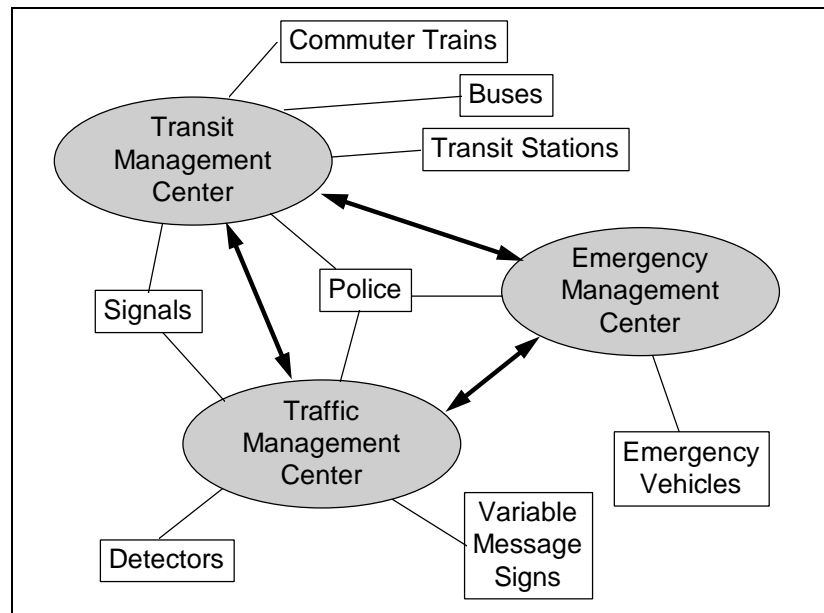 Commuter Trains
Buses
Transit
Management
Center
Transit Stations
Emergency
Management
Center
Police
Signals
Traffic
Management
Center
Emergency
Vehicles
Variable
Message
Signs
Detectors